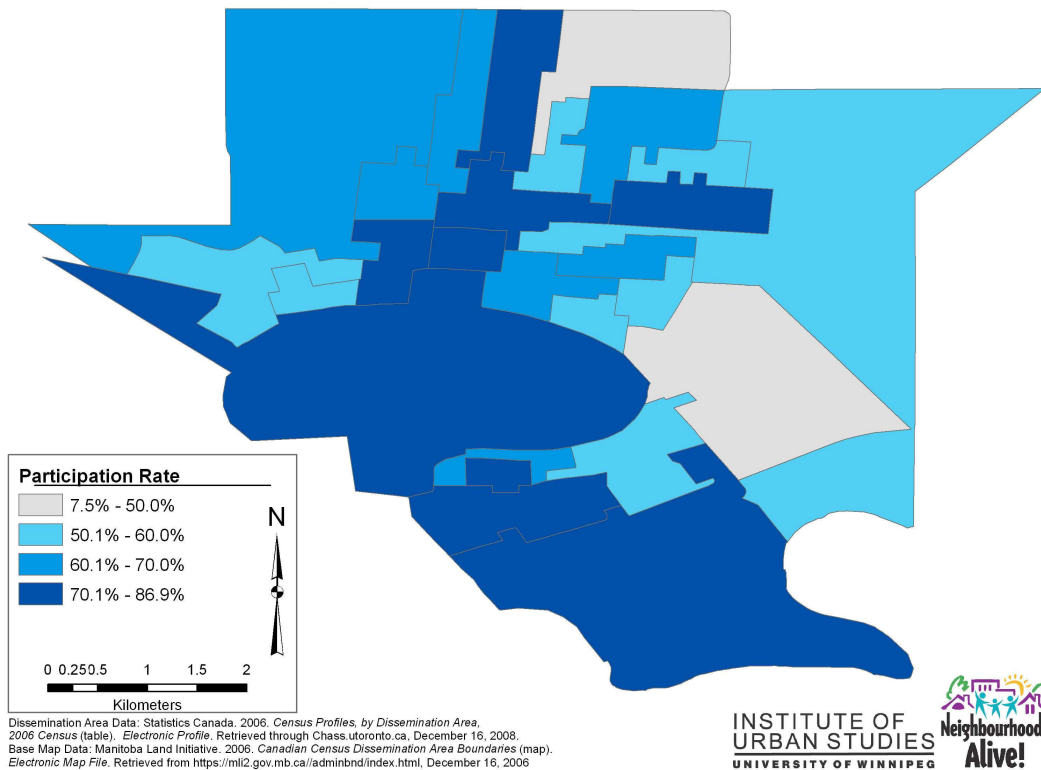 Participation Rate
7.5% - 50.0%
50.1% - 60.0%
60.1% - 70.0%
70.1% - 86.9%
N
0 0.250.5 1 1.5 2
Kilometers
Dissemination Area Data: Statistics Canada. 2006. Census Profiles, by Dissemination Area,
2006 Census (table). Electronic Profile. Retrieved through Chass.utoronto.ca, December 16, 2008.
Base Map Data: Manitoba Land Initiative. 2006. Canadian Census Dissemination Area Boundaries (map).
Electronic Map File. Retrieved from https://mli2.gov.mb.ca//adminbnd/index.html, December 16, 2006
INSTITUTE OF
URBAN STUDIES
UNIVERSITY OF WINNIPEG
Neighbourhoods
Alive!